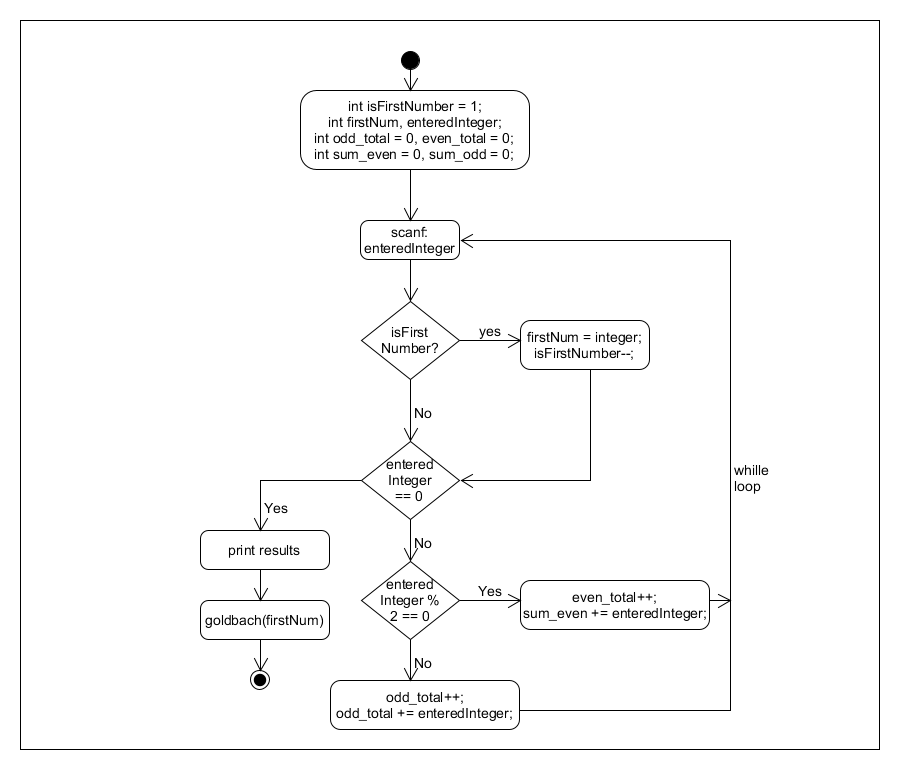 int isFirstNumber = 1;
int firstNum, enteredInteger;
int odd_total = 0, even_total = 0;
int sum_even = 0, sum_odd = 0;
scanf:
enteredInteger
isFirst
Number?
yes
firstNum = integer;
isFirstNumber--;
No
entered
Integer
== 0
whille
loop
Yes
print results
No
entered
Integer %
2 == 0
Yes
even_total++;
sum_even += enteredInteger;
goldbach(firstNum)
No
odd_total++;
odd_total += enteredInteger;